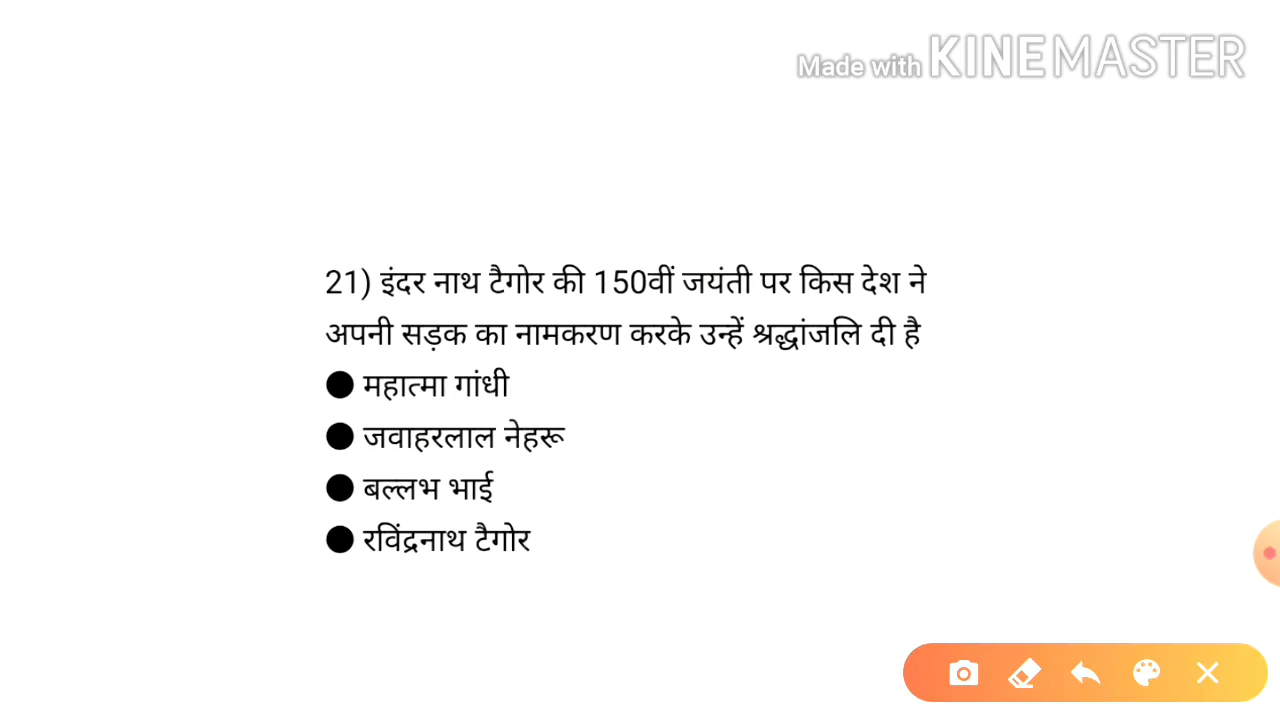 Made with KINEMASTER
21) इंदर नाथ टैगोर की 150वीं जयंती पर किस देश ने
अपनी सड़क का नामकरण करके उन्हें श्रद्धांजलि दी है
● महात्मा गांधी
● जवाहरलाल नेहरू
● बल्लभ भाई
● रविंद्रनाथ टैगोर